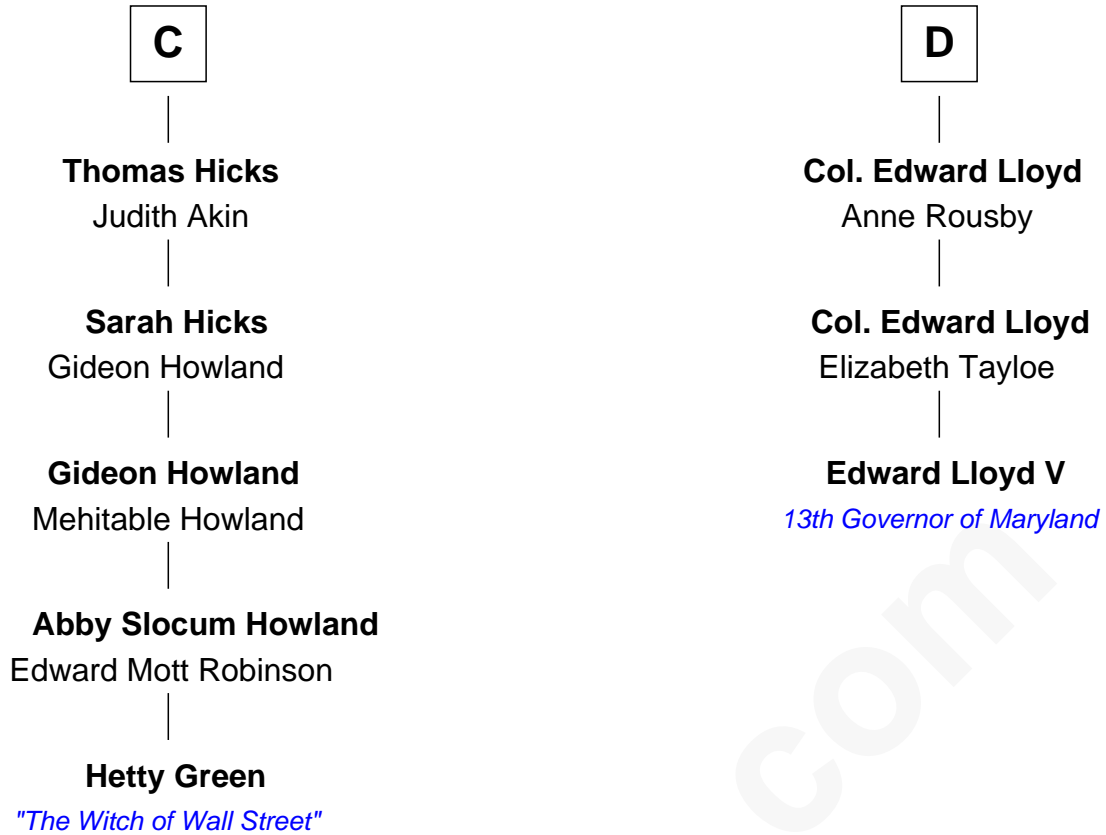 C
Thomas Hicks
Judith Akin
Sarah Hicks
Gideon Howland
Gideon Howland
Mehitable Howland
Abby Slocum Howland
Edward Mott Robinson
Hetty Green
"The Witch of Wall Street"
D
Col. Edward Lloyd
Anne Rousby
Col. Edward Lloyd
Elizabeth Tayloe
Edward Lloyd V
13th Governor of Maryland
com